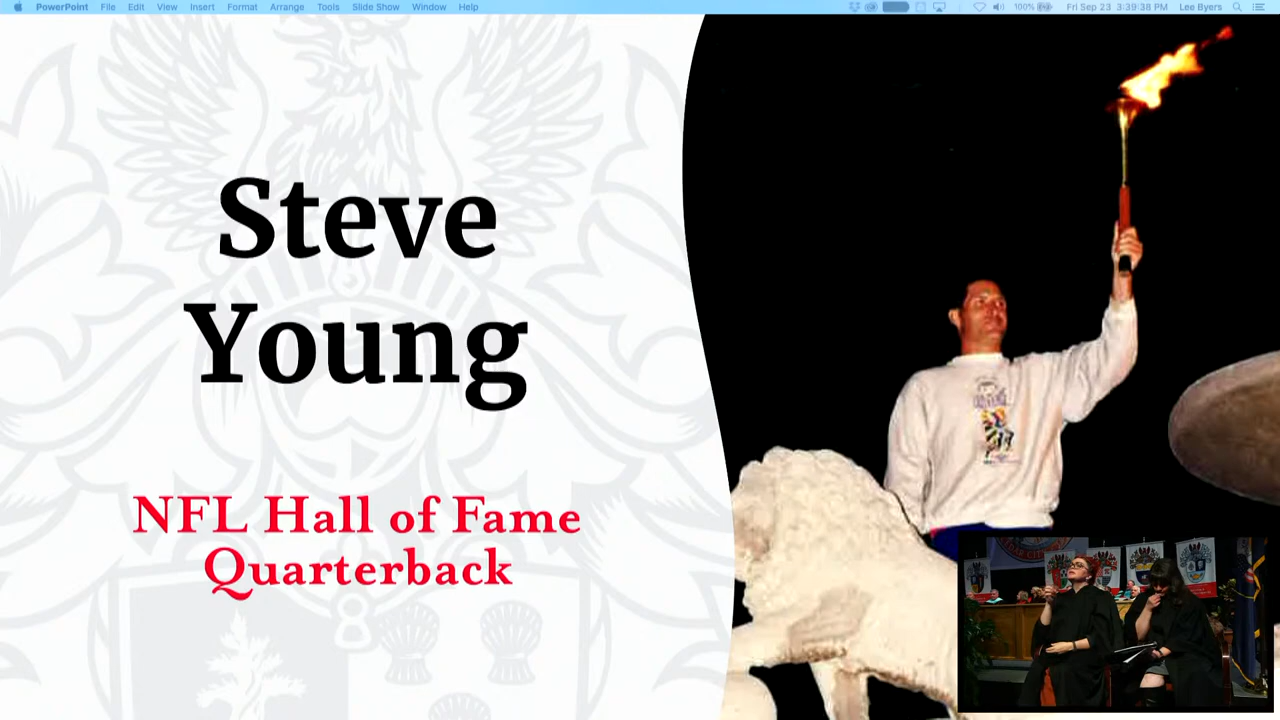 PowerPoint File Edit View Insert Format Arrange Tools Slide Show Window Help 100% Fri Sep 23 3:39:38 PM Lee Byers
Steve
Young
NFL Hall of Fame
Quarterback